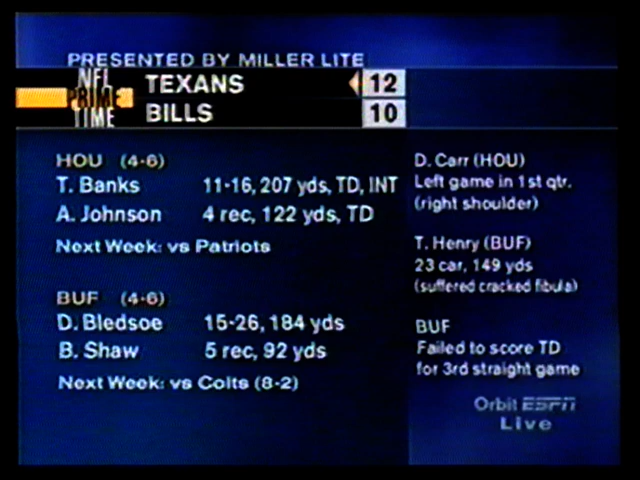 PRESENTED BY MILLER LITE
NFL
PRIME
TIME
TEXANS 12
BILLS 10
HOU (4-6)
T. Banks 11-16, 207 yds, TD, INT
A. Johnson 4 rec, 122 yds, TD
Next Week: vs Patriots
BUF (4-6)
D. Bledsoe 15-26, 184 yds
B. Shaw 5 rec, 92 yds
Next Week: vs Colts (8-2)
D. Carr (HOU)
Left game in 1st qtr.
(right shoulder)
T. Henry (BUF)
23 car, 149 yds
(suffered cracked fibula)
BUF
Failed to score TD
for 3rd straight game
Orbit ESPN
Live